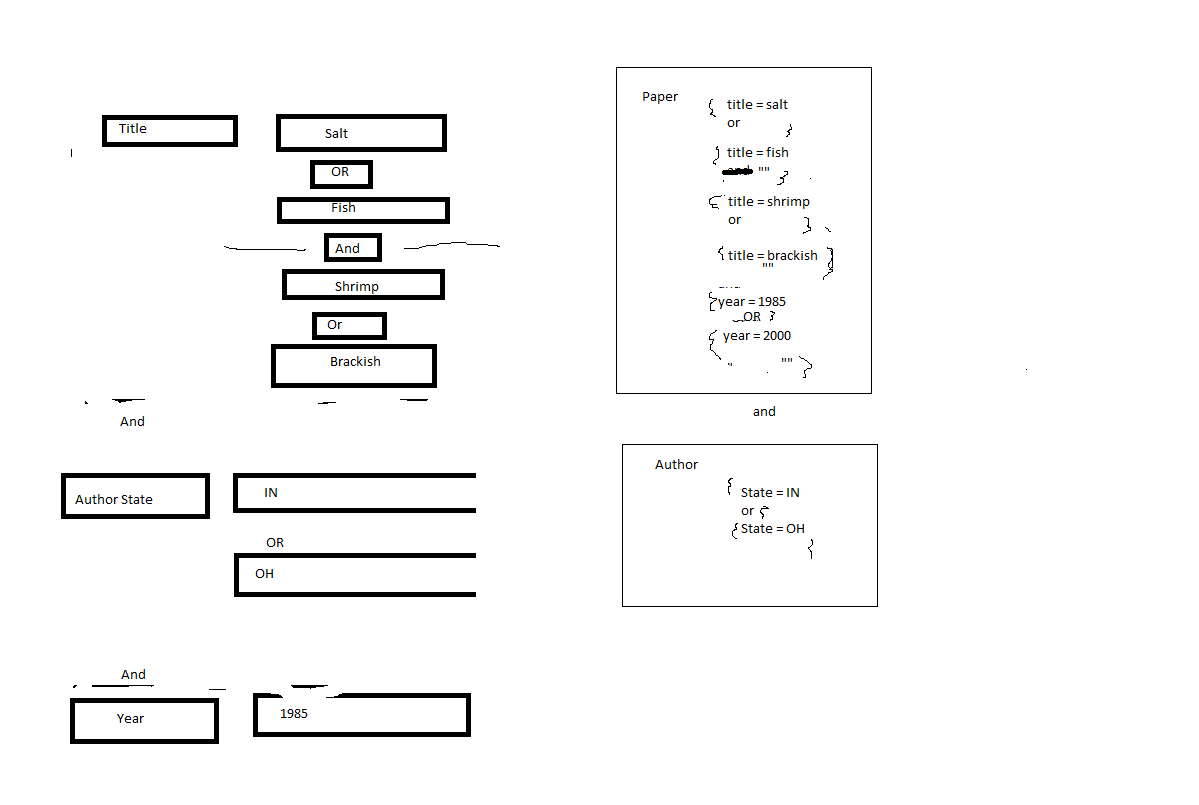 Title
Salt
OR
Fish
And
Shrimp
Or
Brackish
And
Author State
IN
OR
OH
And
Year
1985
Paper
{ title = salt
or
}
} title = fish
"" }
{ title = shrimp
or
}
{ title = brackish }
""
{ year = 1985
OR }
{ year = 2000
" "" }
and
Author
{
State = IN
or {
{ State = OH
}